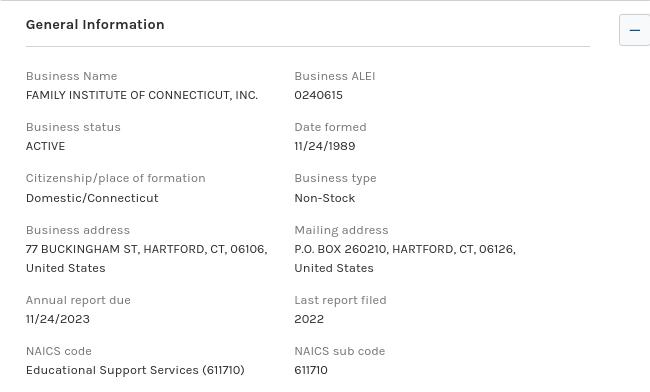 General Information
Business Name
FAMILY INSTITUTE OF CONNECTICUT, INC.
Business ALEI
0240615
Business status
ACTIVE
Date formed
11/24/1989
Citizenship/place of formation
Domestic/Connecticut
Business type
Non-Stock
Business address
77 BUCKINGHAM ST, HARTFORD, CT, 06106,
United States
Mailing address
P.O. BOX 260210, HARTFORD, CT, 06126,
United States
Annual report due
11/24/2023
Last report filed
2022
NAICS code
Educational Support Services (611710)
NAICS sub code
611710